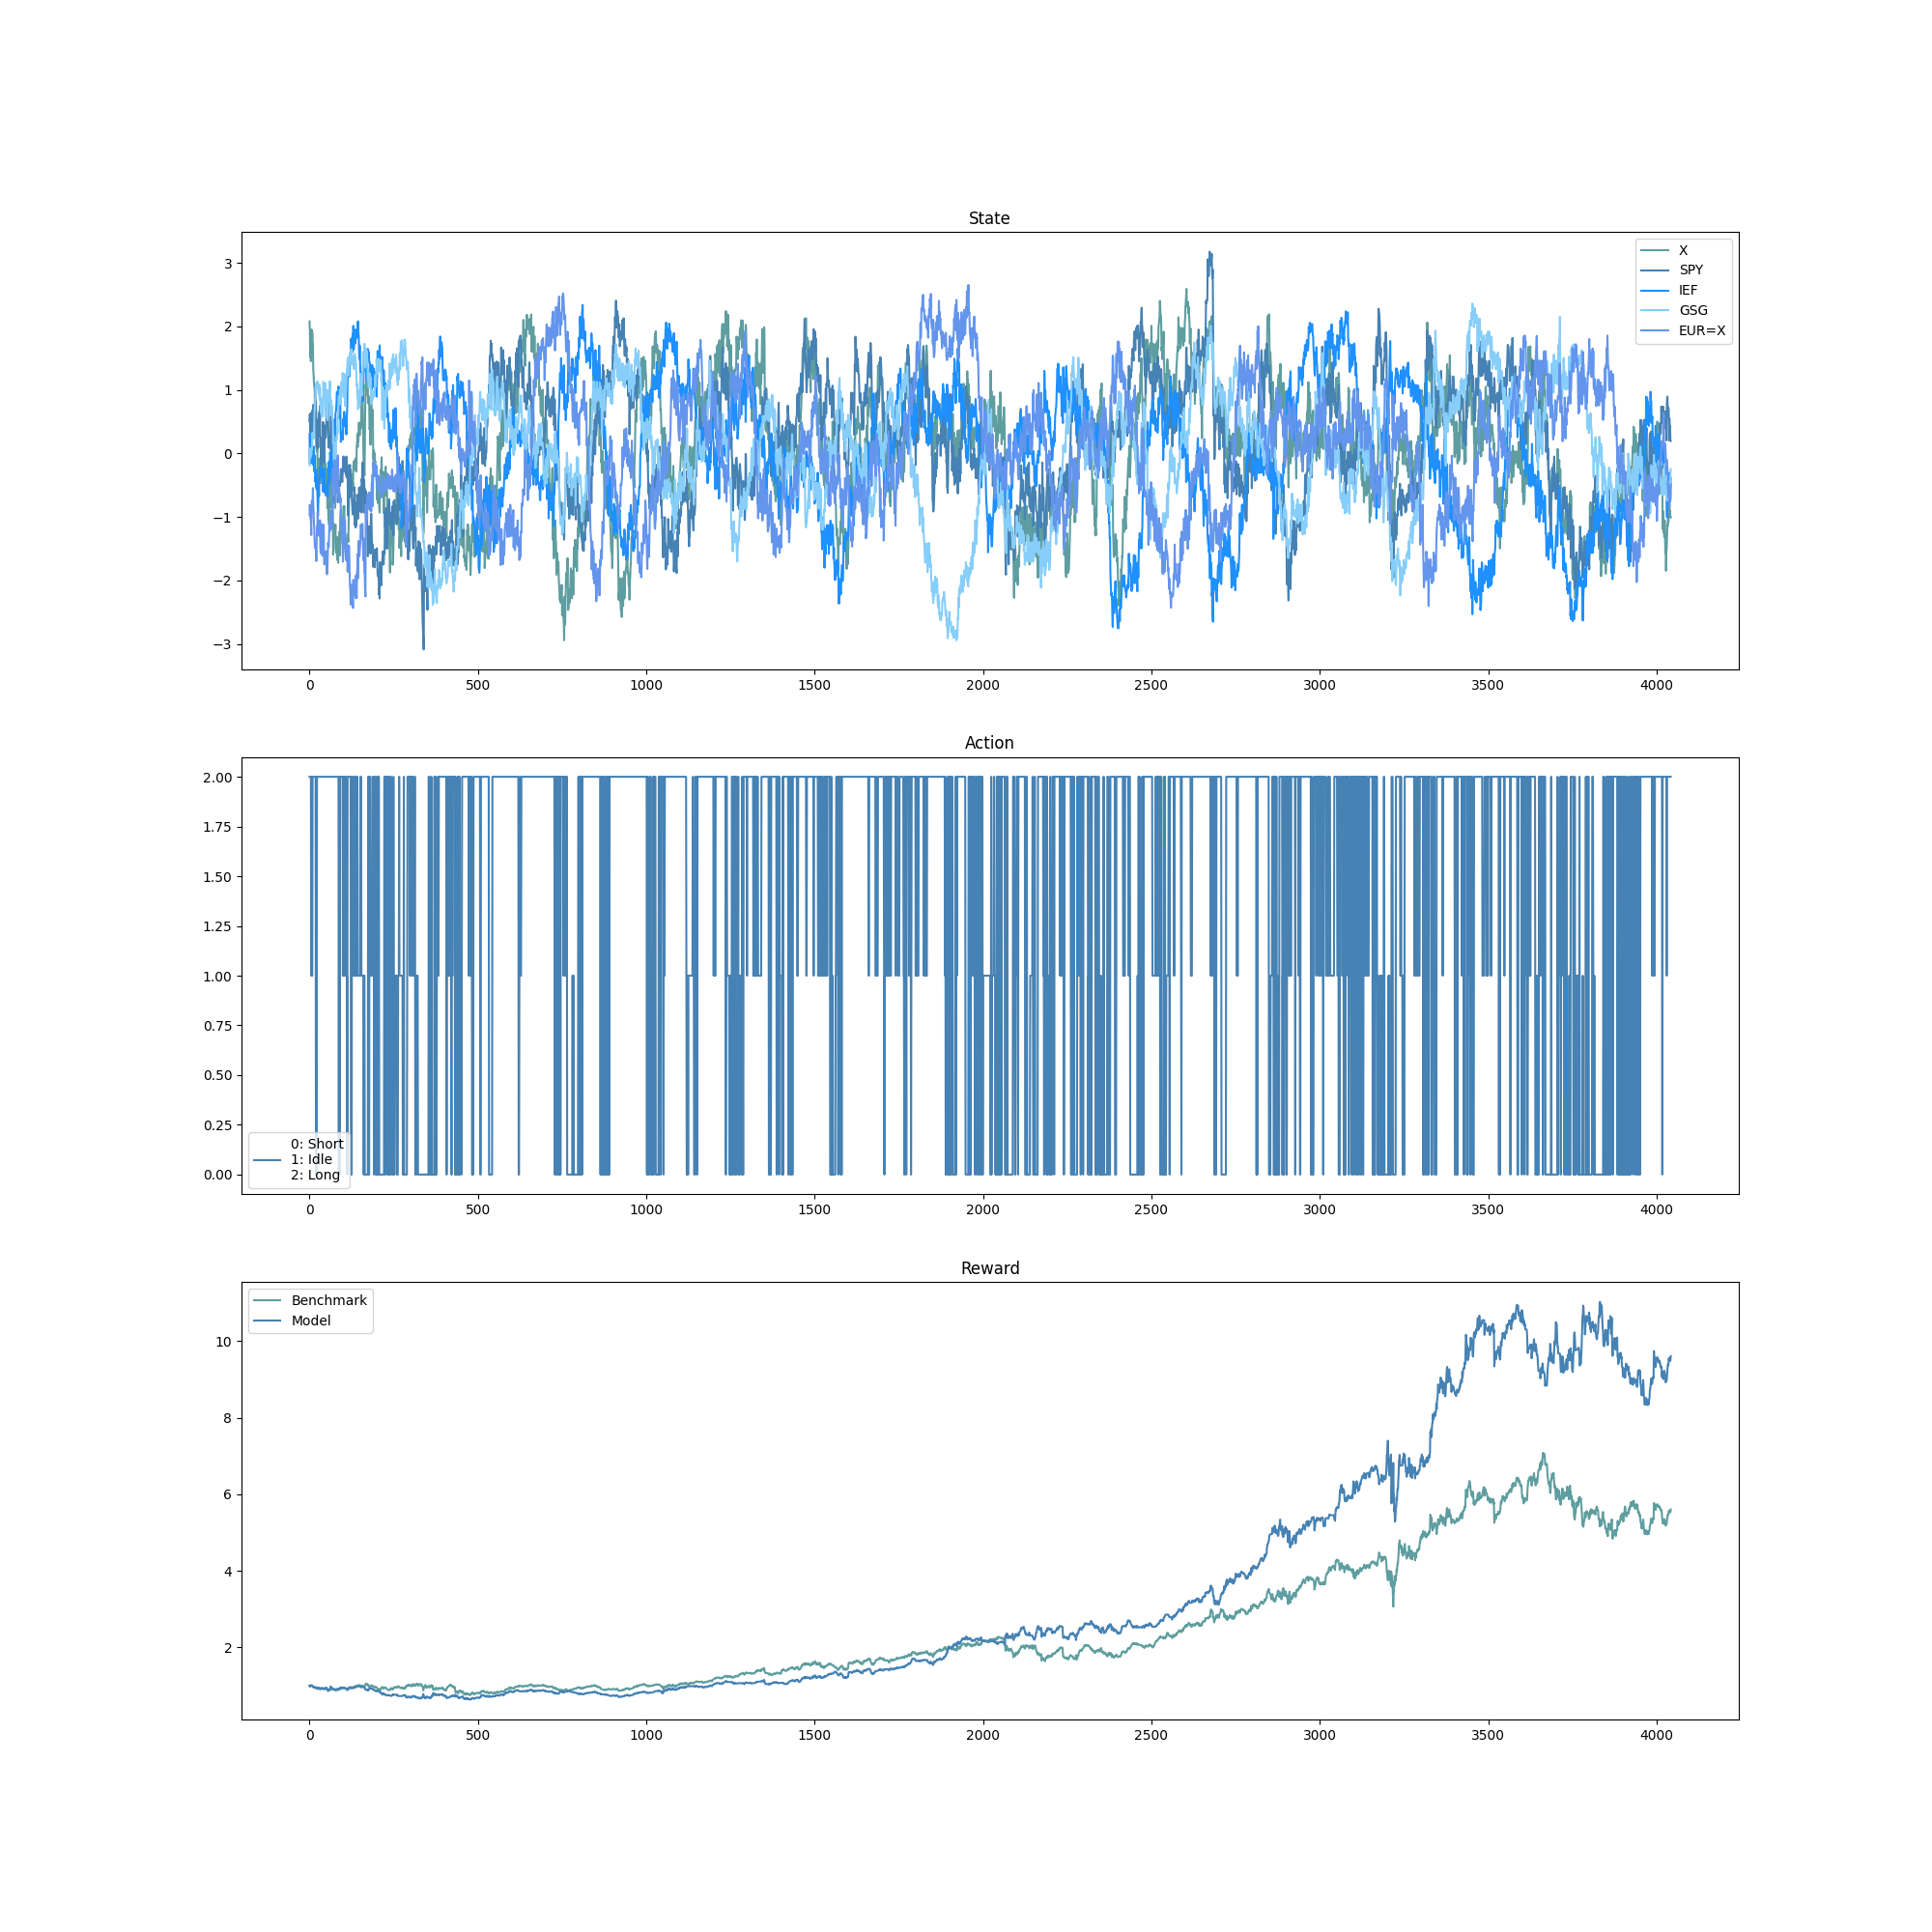 State
3
2
1
0
−1
−2
−3
X
SPY
IEF
GSG
EUR=X
0 500 1000 1500 2000 2500 3000 3500 4000
Action
2.00
1.75
1.50
1.25
1.00
0.75
0.50
0.25
0.00
0: Short
1: Idle
2: Long
0 500 1000 1500 2000 2500 3000 3500 4000
Reward
Benchmark
Model
10
8
6
4
2
0 500 1000 1500 2000 2500 3000 3500 4000